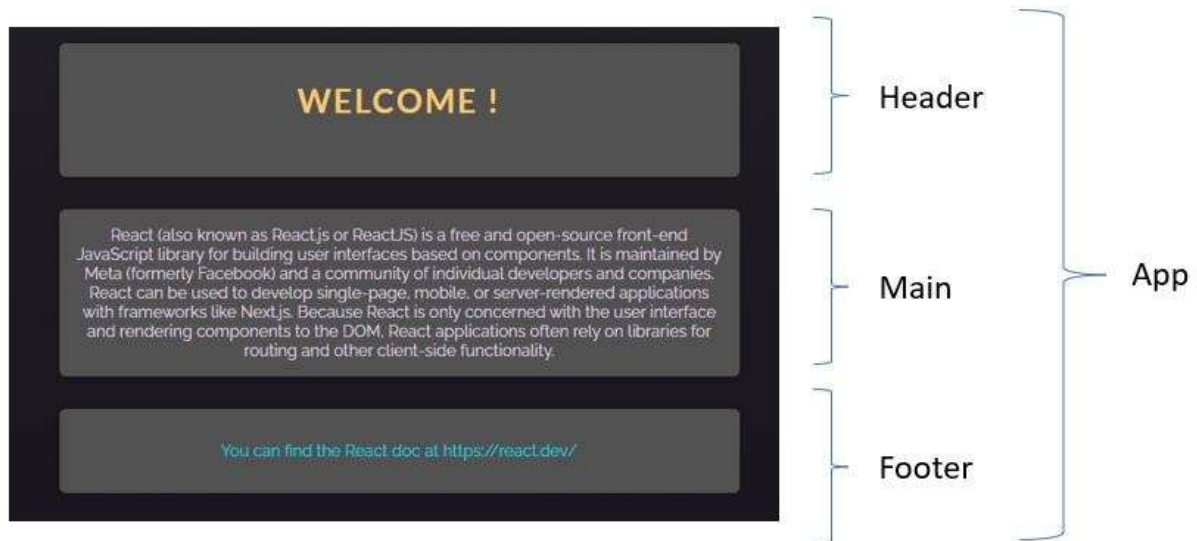 WELCOME !
Header
React (also known as React.js or ReactJS) is a free and open-source front-end
JavaScript library for building user interfaces based on components. It is maintained by
Meta (formerly Facebook) and a community of individual developers and companies.
React can be used to develop single-page, mobile, or server-rendered applications
with frameworks like Next.js. Because React is only concerned with the user interface
and rendering components to the DOM, React applications often rely on libraries for
routing and other client-side functionality.
Main
App
You can find the React doc at https://react.dev/
Footer